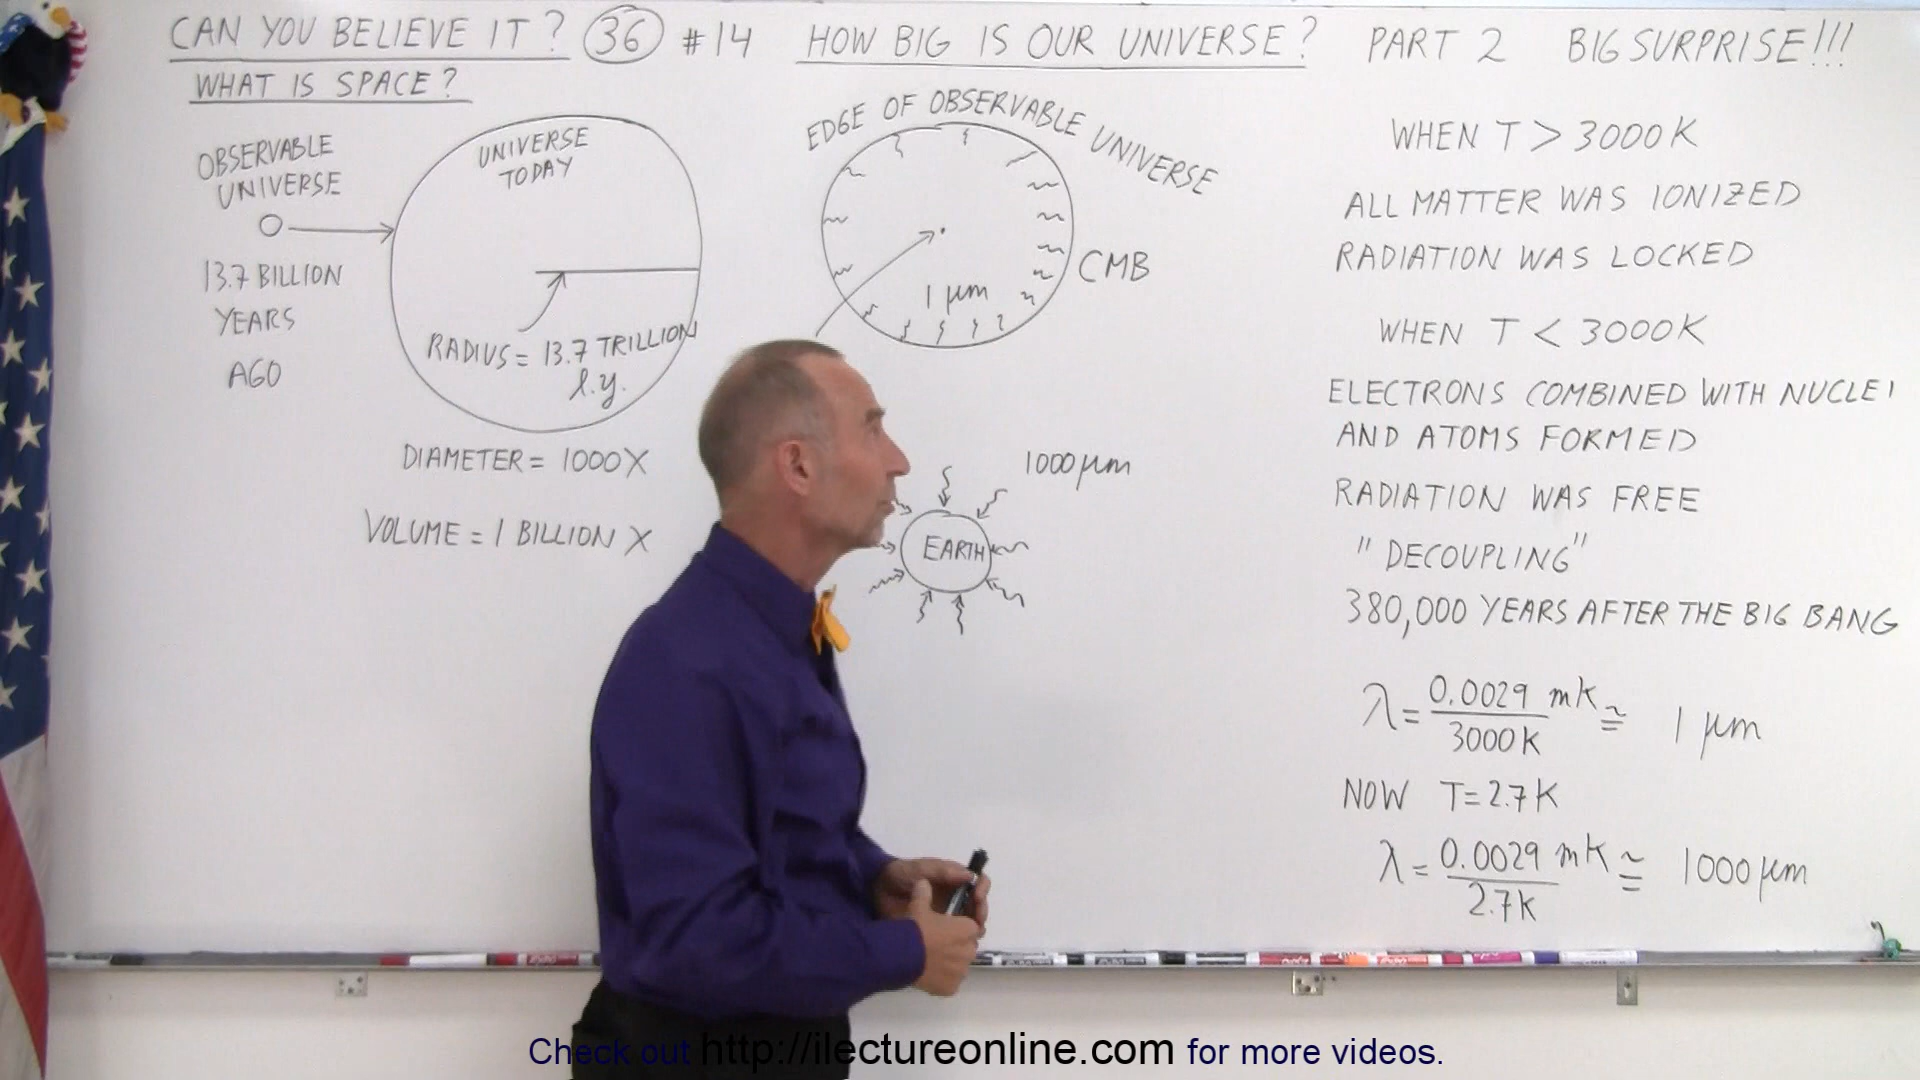 CAN YOU BELIEVE IT? 36 #14 HOW BIG IS OUR UNIVERSE? PART 2 BIG SURPRISE!!!
WHAT IS SPACE?
OBSERVABLE
UNIVERSE
13.7 BILLION
YEARS
AGO
UNIVERSE
TODAY
RADIUS = 13.7 TRILLION
l.y.
DIAMETER = 1000X
VOLUME = 1 BILLION X
EDGE OF OBSERVABLE UNIVERSE
CMB
1 μm
1000 μm
EARTH
WHEN T > 3000K
ALL MATTER WAS IONIZED
RADIATION WAS LOCKED
WHEN T < 3000K
ELECTRONS COMBINED WITH NUCLEI
AND ATOMS FORMED
RADIATION WAS FREE
"DECOUPLING"
380,000 YEARS AFTER THE BIG BANG
λ = 0.0029 mK / 3000K ≅ 1 μm
NOW T = 2.7K
λ = 0.0029 mK / 2.7K ≅ 1000 μm
Check out http://ilectureonline.com for more videos.